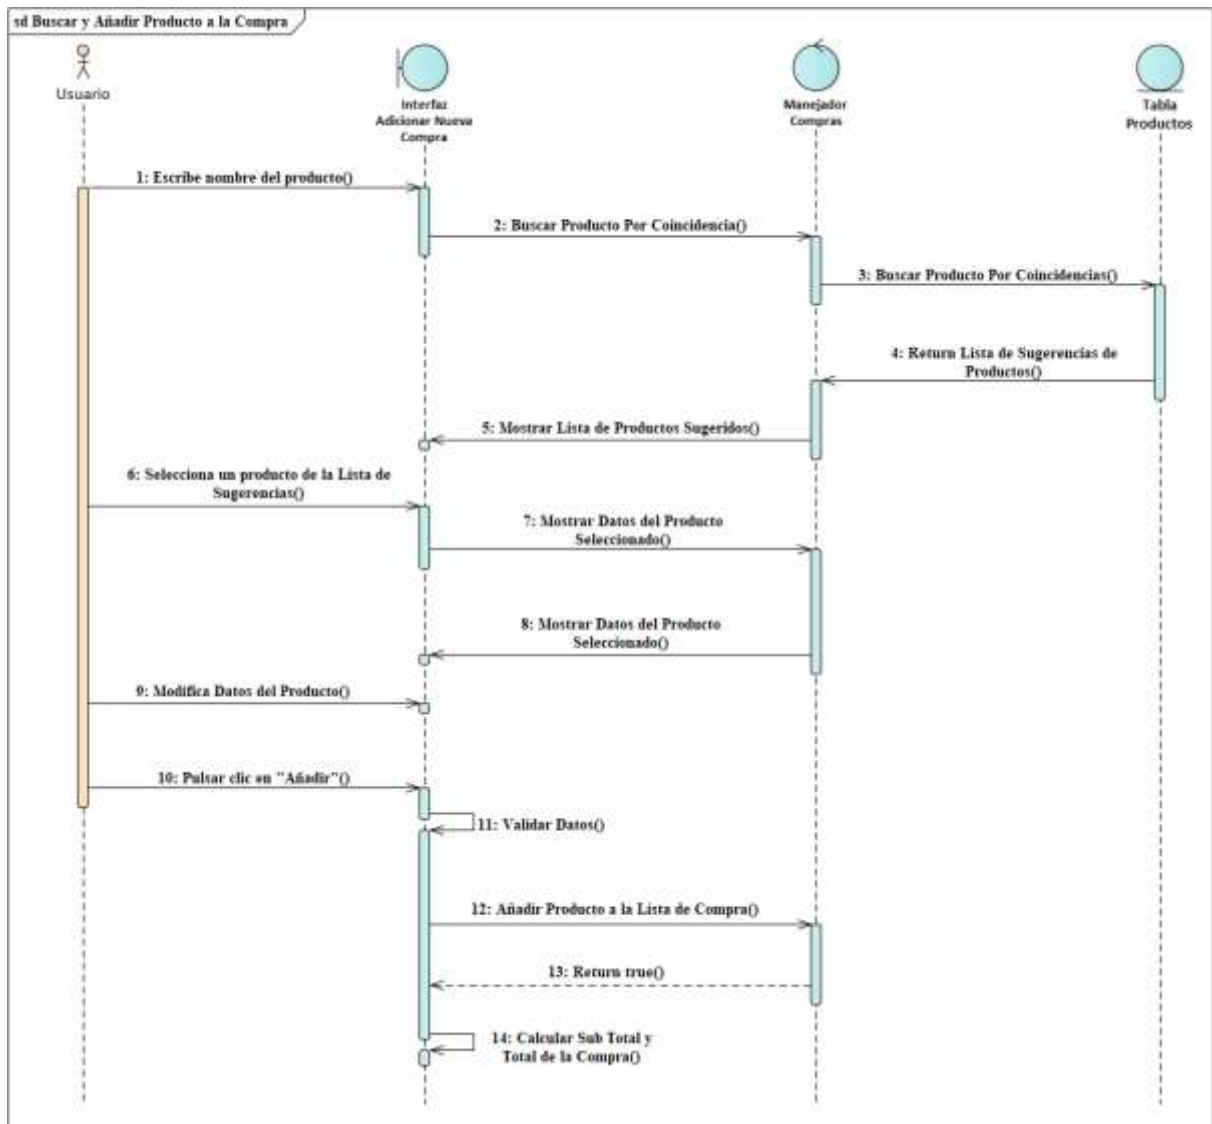 sd Buscar y Añadir Producto a la Compra
Usuario
Interfaz
Adicionar Nueva
Compra
Manejador
Compras
Tabla
Productos
1: Escribe nombre del producto()
2: Buscar Producto Por Coincidencia()
3: Buscar Producto Por Coincidencias()
4: Return Lista de Sugerencias de
Productos()
5: Mostrar Lista de Productos Sugeridos()
6: Selecciona un producto de la Lista de
Sugerencias()
7: Mostrar Datos del Producto
Seleccionado()
8: Mostrar Datos del Producto
Seleccionado()
9: Modifica Datos del Producto()
10: Pulsar clic en "Añadir"()
11: Validar Datos()
12: Añadir Producto a la Lista de Compra()
13: Return true()
14: Calcular Sub Total y
Total de la Compra()